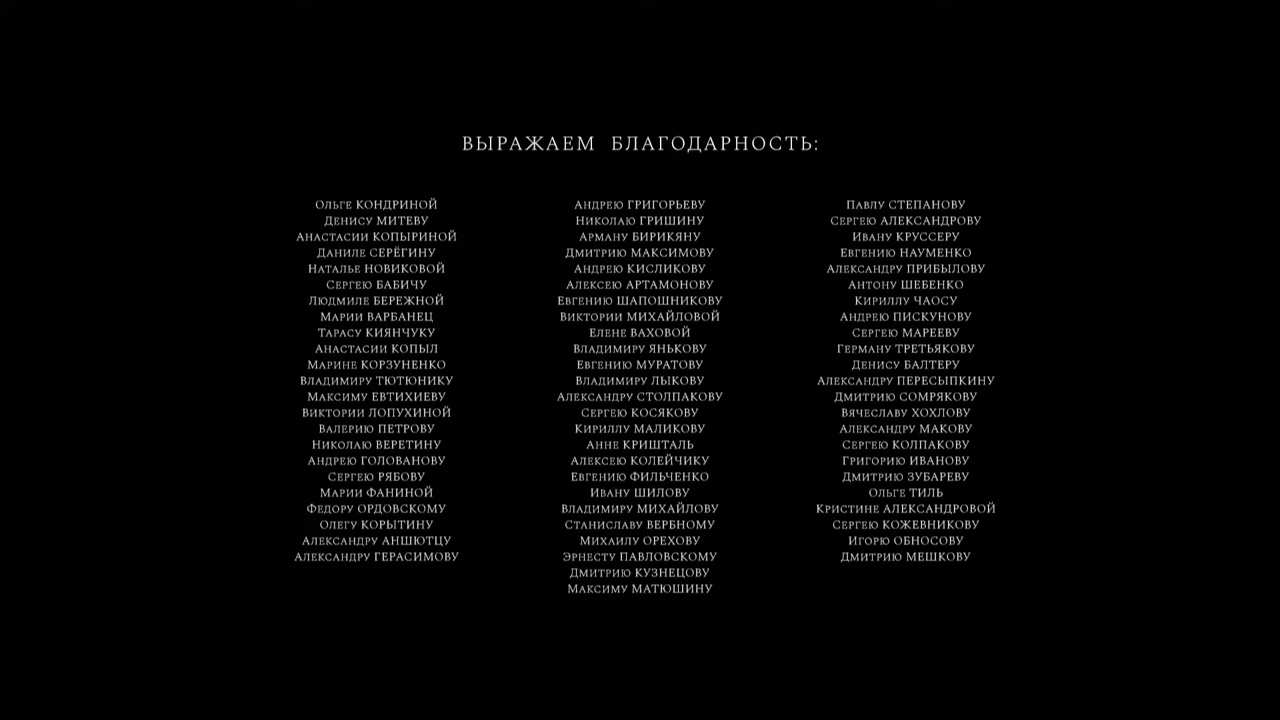 ВЫРАЖАЕМ БЛАГОДАРНОСТЬ:
Ольге КОНДРИНОЙ
Денису МИТЕВУ
Анастасии КОПЫРИНОЙ
Даниле СЕРЁГИНУ
Наталье НОВИКОВОЙ
Сергею БАБИЧУ
Людмиле БЕРЕЖНОЙ
Марии ВАРБАНЕЦ
Тарасу КИЯНЧУКУ
Анастасии КОПЫЛ
Марине КОРЗУНЕНКО
Владимиру ТЮТЮНИКУ
Максиму ЕВТИХИЕВУ
Виктории ЛОПУХИНОЙ
Валерию ПЕТРОВУ
Николаю ВЕРЕТИНУ
Андрею ГОЛОВАНОВУ
Сергею РЯБОВУ
Марии ФАНИНОЙ
Федору ОРДОВСКОМУ
Олегу КОРЫТИНУ
Александру АНШЮТЦУ
Александру ГЕРАСИМОВУ
Андрею ГРИГОРЬЕВУ
Николаю ГРИШИНУ
Арману БИРИКЯНУ
Дмитрию МАКСИМОВУ
Андрею КИСЛИКОВУ
Алексею АРТАМОНОВУ
Евгению ШАПОШНИКОВУ
Виктории МИХАЙЛОВОЙ
Елене ВАХОВОЙ
Владимиру ЯНЬКОВУ
Евгению МУРАТОВУ
Владимиру ЛЫКОВУ
Александру СТОЛПАКОВУ
Сергею КОСЯКОВУ
Кириллу МАЛИКОВУ
Анне КРИШТАЛЬ
Алексею КОЛЕЙЧИКУ
Евгению ФИЛЬЧЕНКО
Ивану ШИЛОВУ
Владимиру МИХАЙЛОВУ
Станиславу ВЕРБНОМУ
Михаилу ОРЕХОВУ
Эрнесту ПАВЛОВСКОМУ
Дмитрию КУЗНЕЦОВУ
Максиму МАТЮШИНУ
Павлу СТЕПАНОВУ
Сергею АЛЕКСАНДРОВУ
Ивану КРУССЕРУ
Евгению НАУМЕНКО
Александру ПРИБЫЛОВУ
Антону ШЕБЕНКО
Кириллу ЧАОСУ
Андрею ПИСКУНОВУ
Сергею МАРЕЕВУ
Герману ТРЕТЬЯКОВУ
Денису БАЛТЕРУ
Александру ПЕРЕСЫПКИНУ
Дмитрию СОМРЯКОВУ
Вячеславу ХОХЛОВУ
Александру МАКОВУ
Сергею КОЛПАКОВУ
Григорию ИВАНОВУ
Дмитрию ЗУБАРЕВУ
Ольге ТИЛЬ
Кристине АЛЕКСАНДРОВОЙ
Сергею КОЖЕВНИКОВУ
Игорю ОБНОСОВУ
Дмитрию МЕШКОВУ